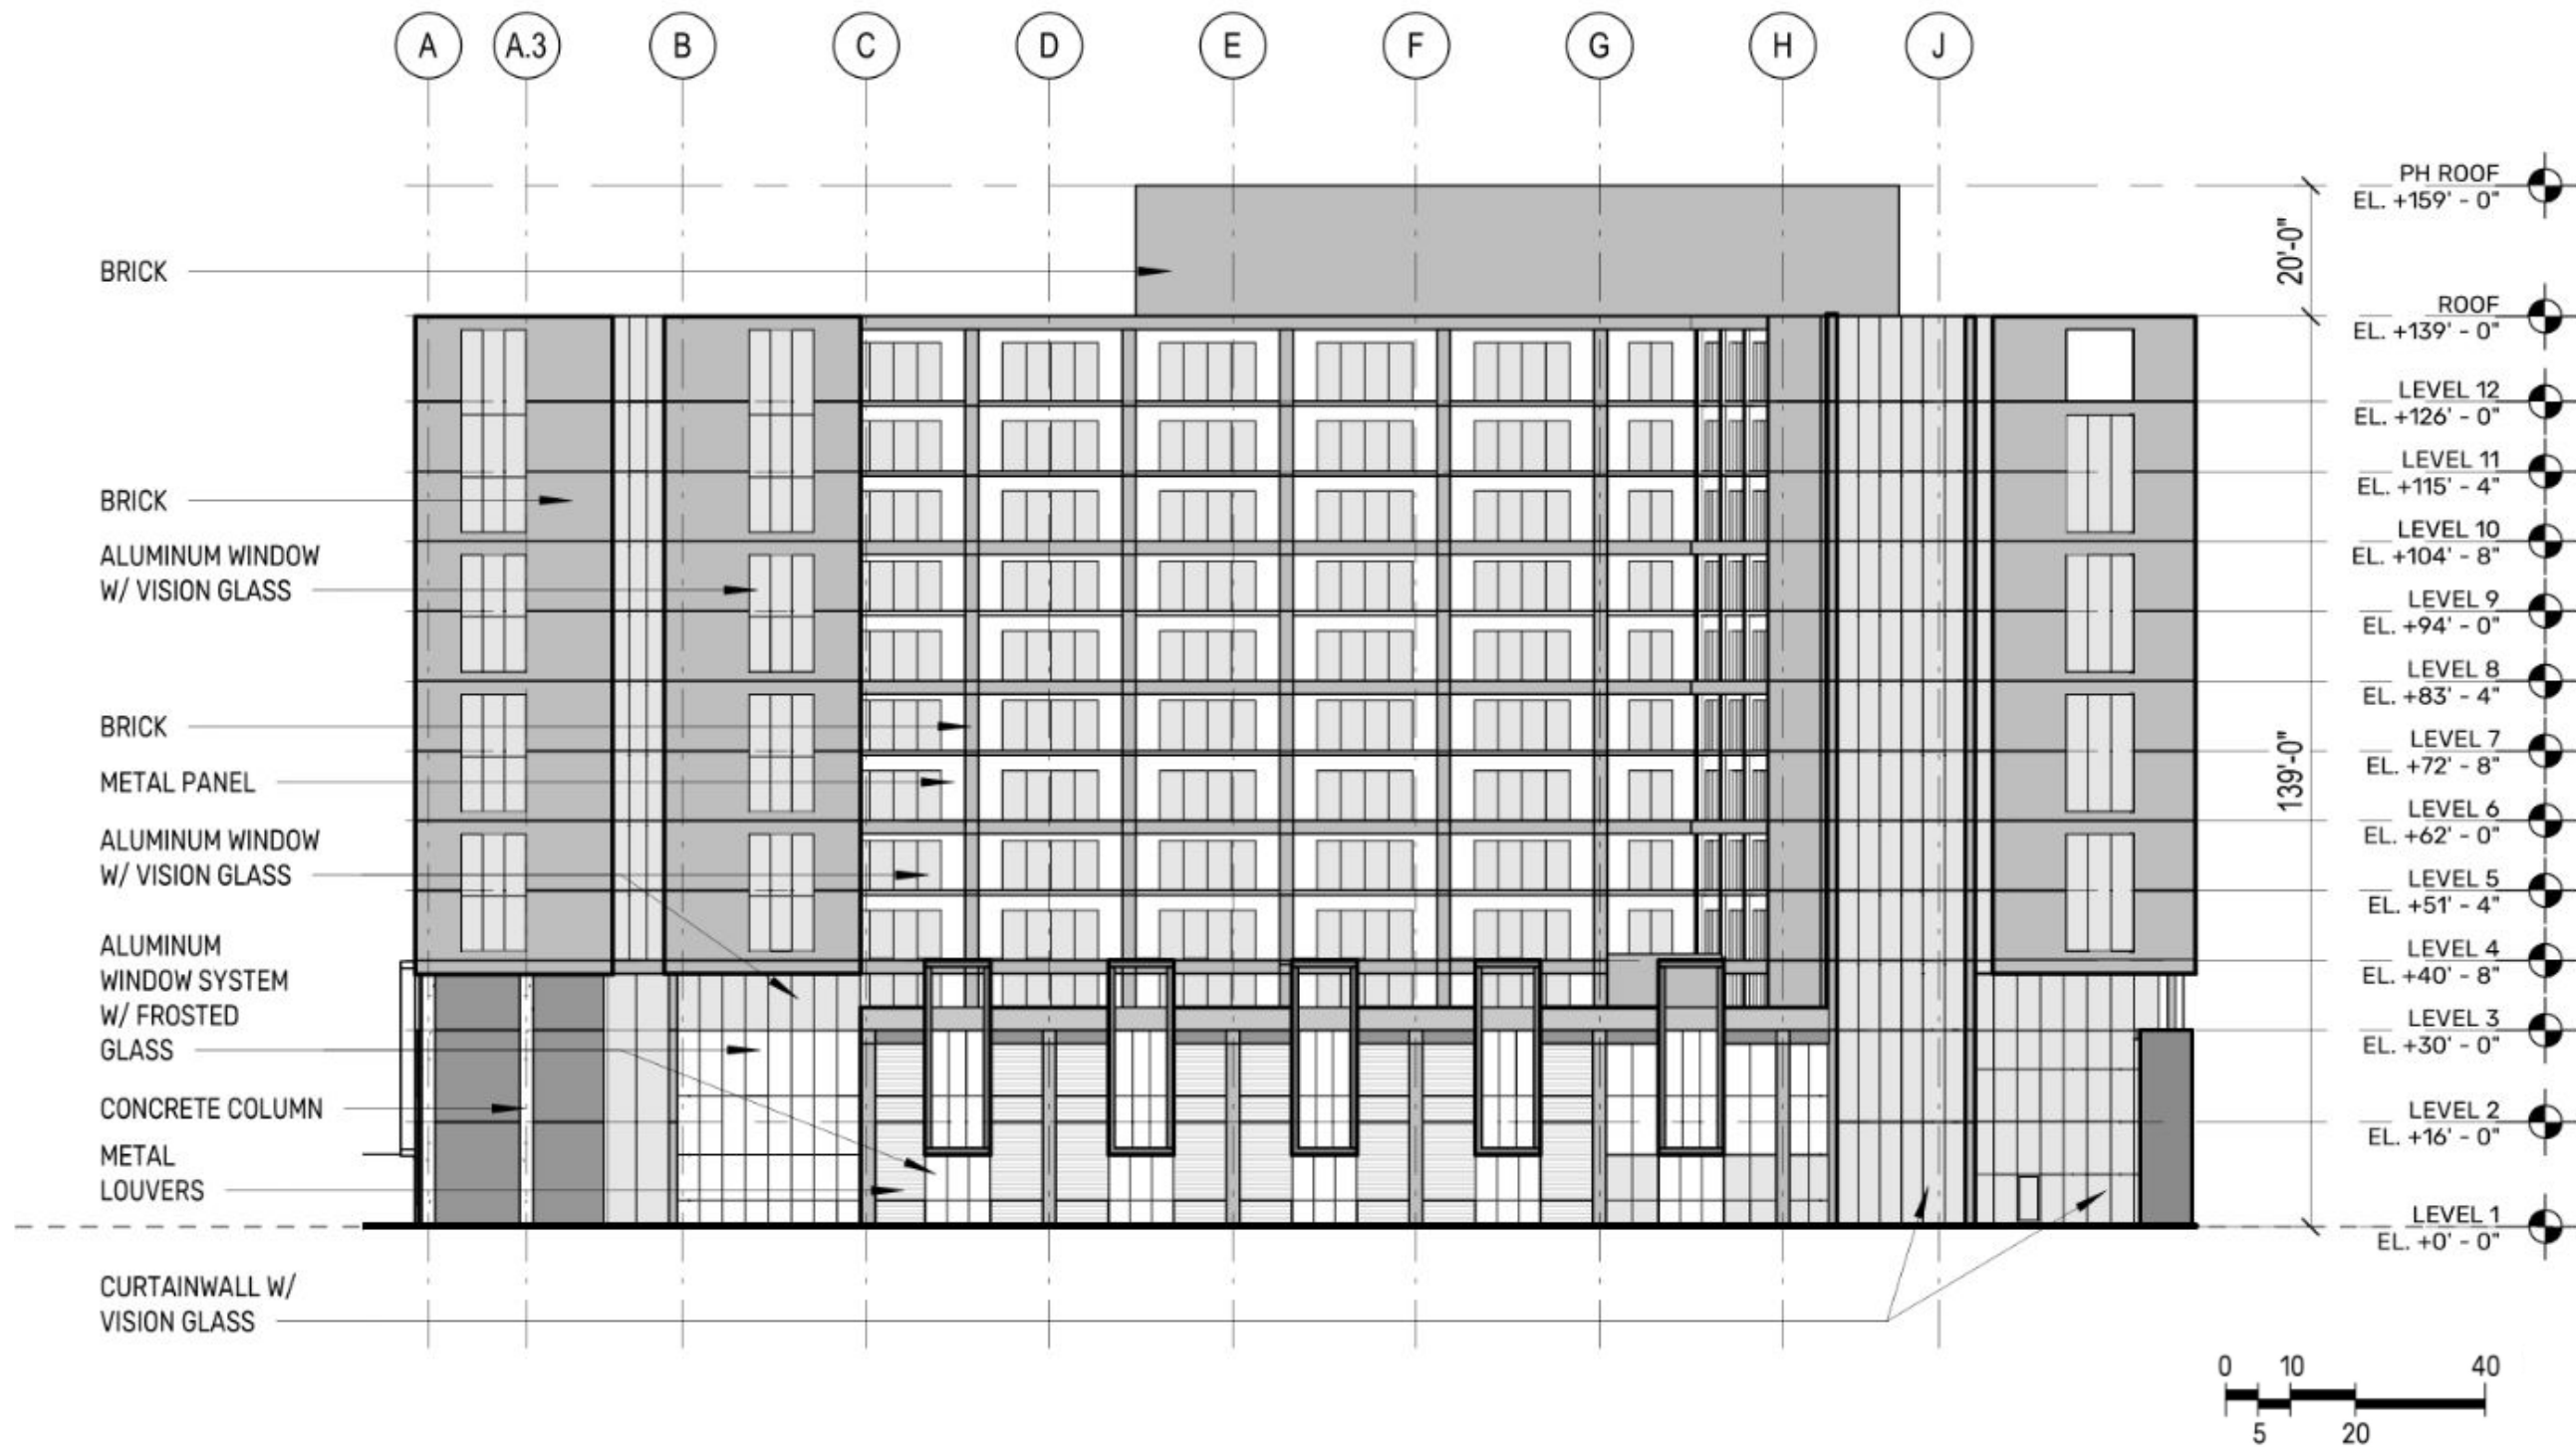 A A.3 B C D E F G H J
PH ROOF
EL. +159' - 0"
20'-0"
BRICK
ROOF
EL. +139' - 0"
LEVEL 12
EL. +126' - 0"
LEVEL 11
EL. +115' - 4"
BRICK
LEVEL 10
EL. +104' - 8"
ALUMINUM WINDOW
W/ VISION GLASS
LEVEL 9
EL. +94' - 0"
LEVEL 8
EL. +83' - 4"
BRICK
LEVEL 7
EL. +72' - 8"
139'-0"
METAL PANEL
LEVEL 6
EL. +62' - 0"
ALUMINUM WINDOW
W/ VISION GLASS
LEVEL 5
EL. +51' - 4"
ALUMINUM
WINDOW SYSTEM
W/ FROSTED
GLASS
LEVEL 4
EL. +40' - 8"
LEVEL 3
EL. +30' - 0"
CONCRETE COLUMN
LEVEL 2
EL. +16' - 0"
METAL
LOUVERS
LEVEL 1
EL. +0' - 0"
CURTAINWALL W/
VISION GLASS
0 10 40
5 20